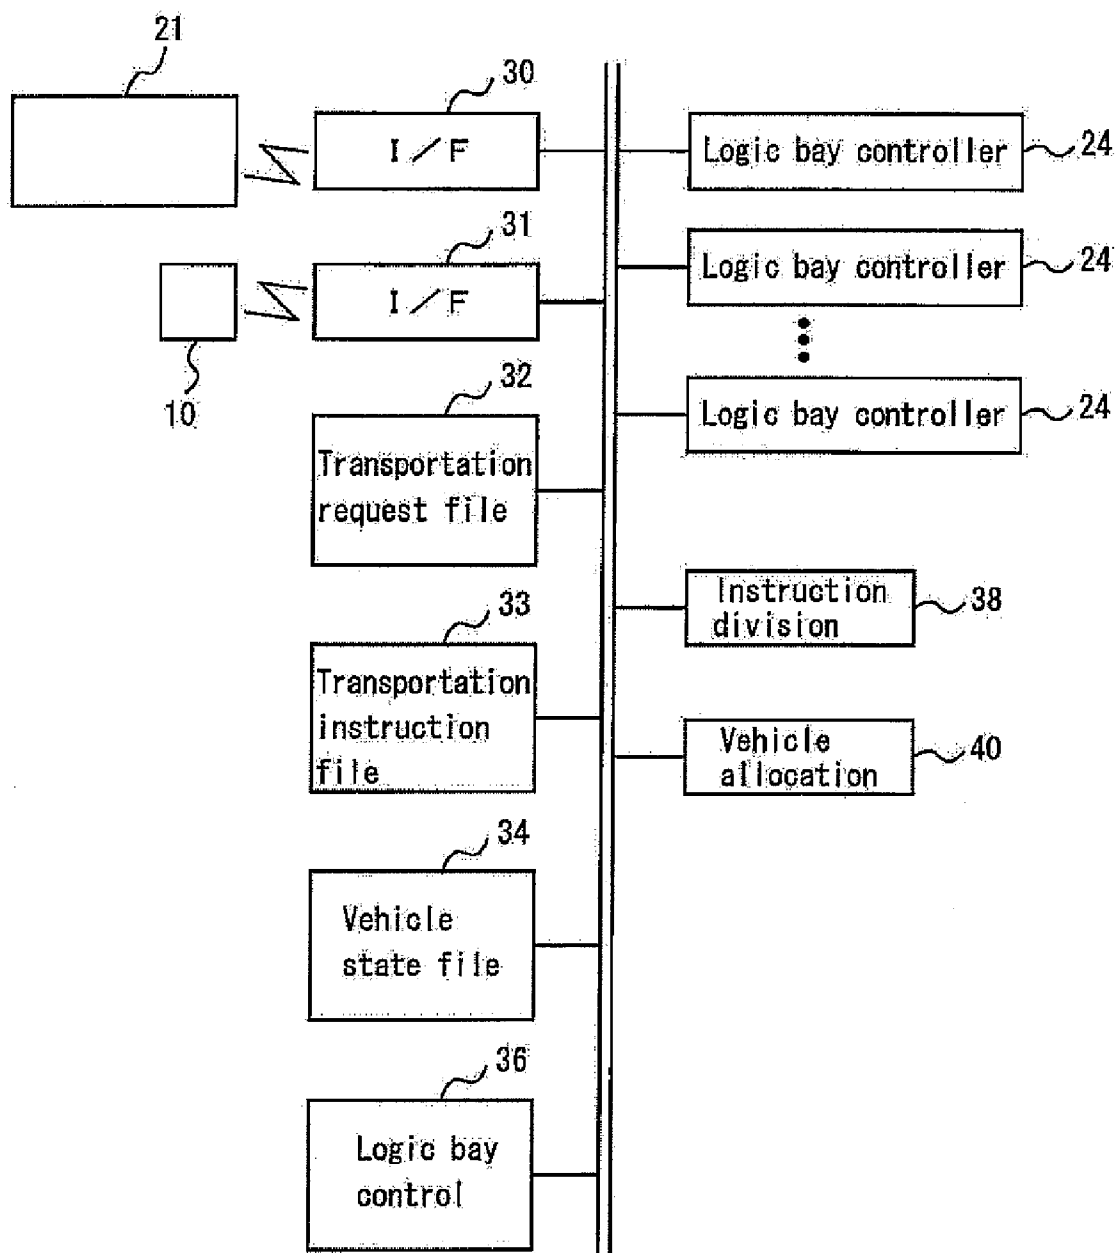 21
30
I/F
Logic bay controller
24
31
I/F
Logic bay controller
24
10
32
Transportation
request file
Logic bay controller
24
33
Transportation
instruction
file
Instruction
division
38
Vehicle
allocation
40
34
Vehicle
state file
36
Logic bay
control